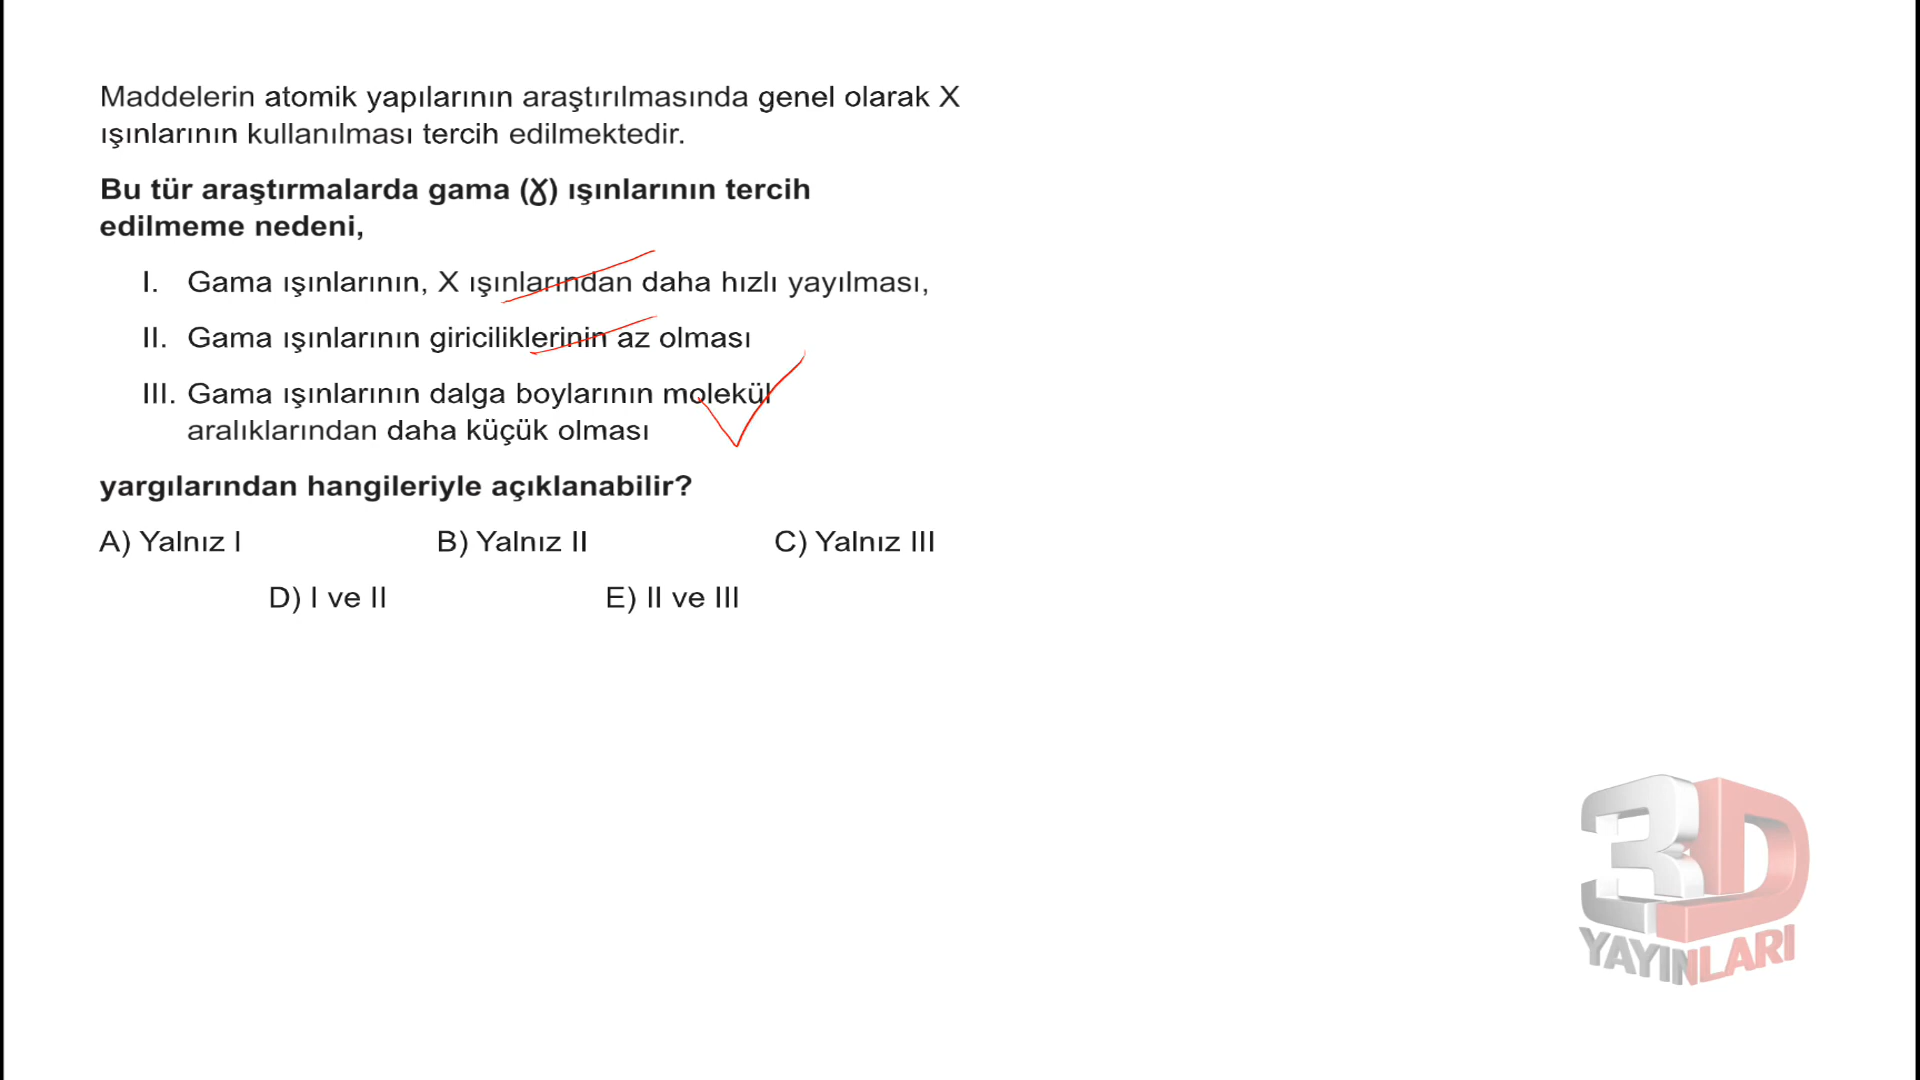 Maddelerin atomik yapılarının araştırılmasında genel olarak X
ışınlarının kullanılması tercih edilmektedir.
Bu tür araştırmalarda gama (Ɣ) ışınlarının tercih
edilmeme nedeni,
I. Gama ışınlarının, X ışınlarından daha hızlı yayılması,
II. Gama ışınlarının giriciliklerinin az olması
III. Gama ışınlarının dalga boylarının molekül
aralıklarından daha küçük olması
yargılarından hangileriyle açıklanabilir?
A) Yalnız I B) Yalnız II C) Yalnız III
D) I ve II E) II ve III
3D
YAYINLARI